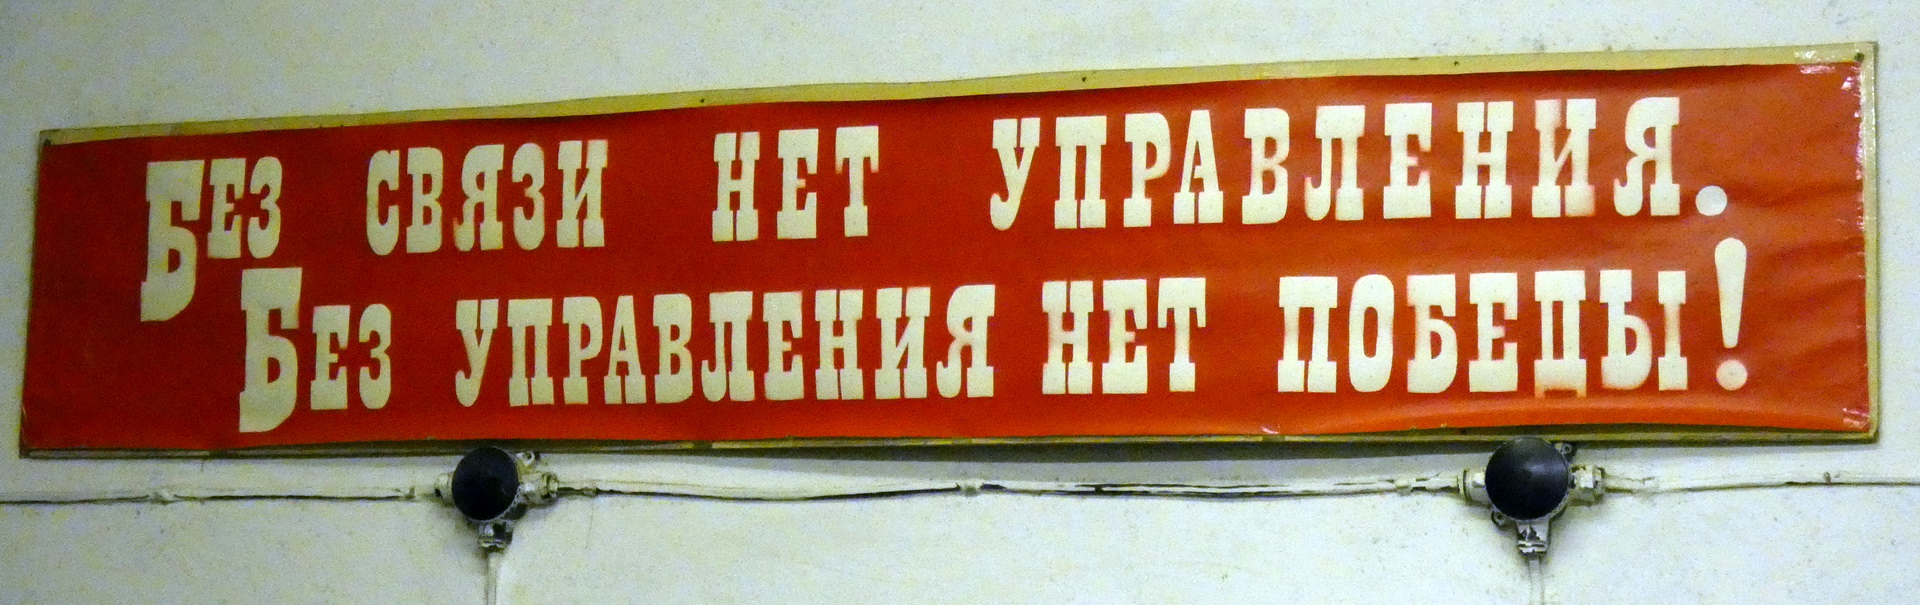 Без связи нет управления.
Без управления нет победы!